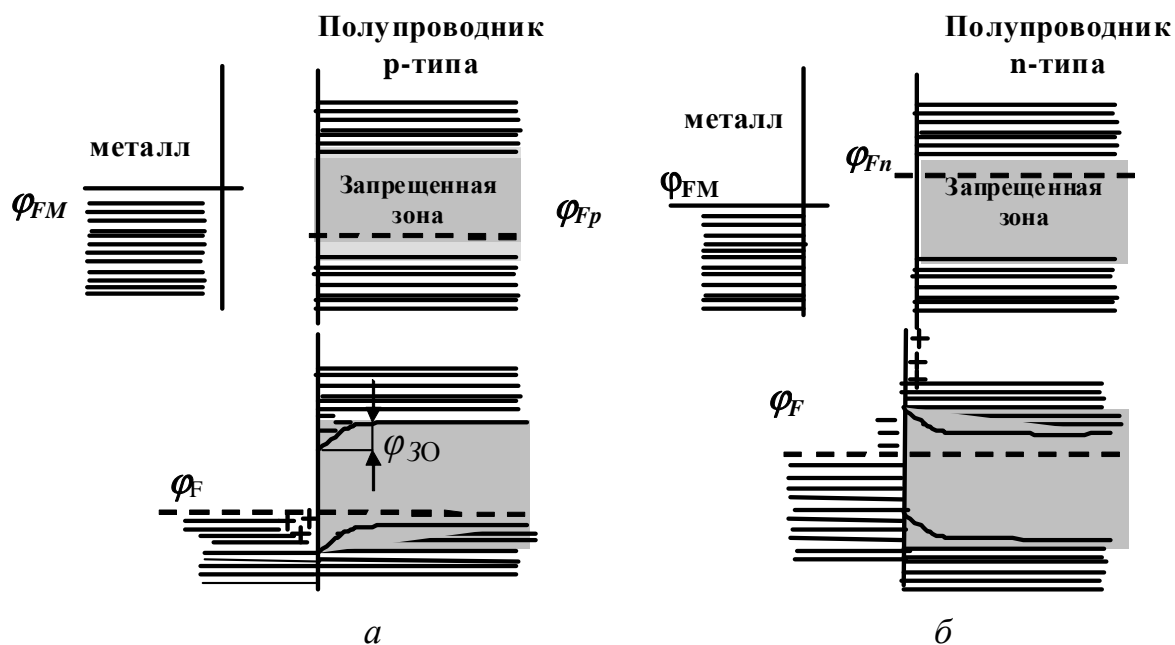 Полупроводник
p-типа
металл
φFM
Запрещенная
зона
φFp
φЗО
φF
а
Полупроводник
n-типа
металл
φFn
φFM
Запрещенная
зона
φF
б